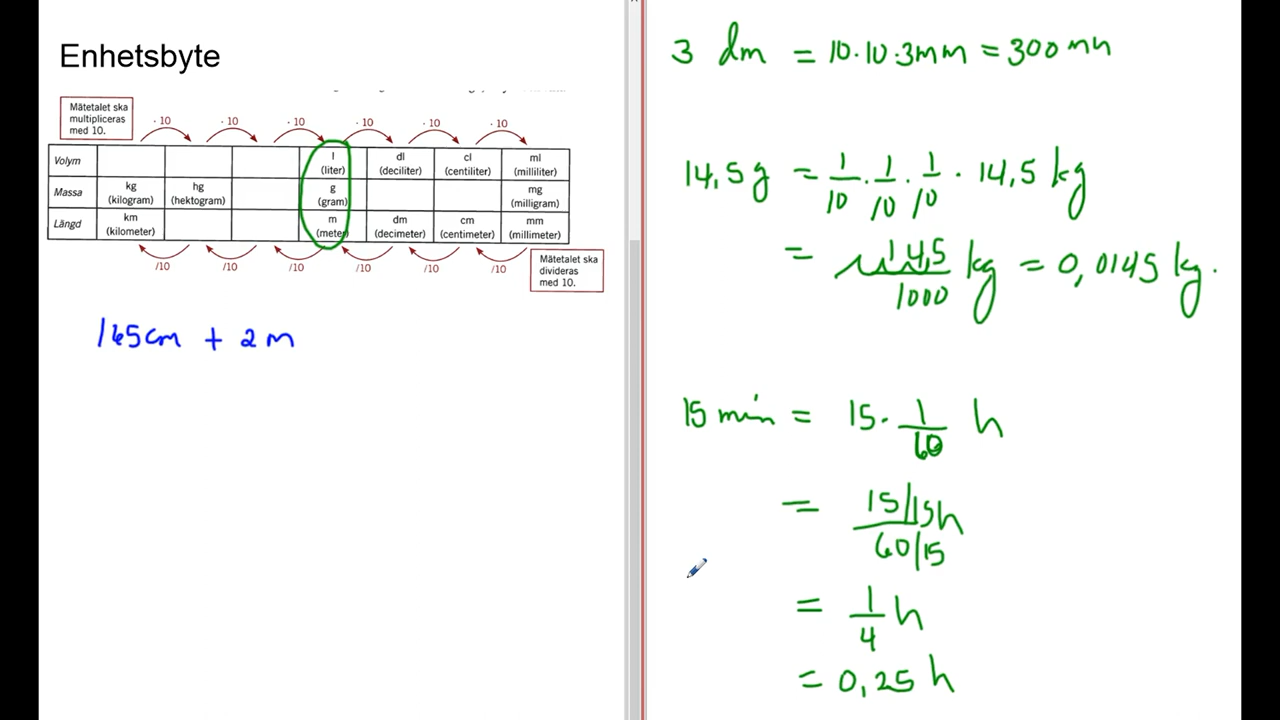 Enhetsbyte
Mätetalet ska
multipliceras
med 10.
· 10 · 10 · 10 · 10 · 10 · 10
Volym l (liter) dl (deciliter) cl (centiliter) ml (milliliter)
Massa kg (kilogram) hg (hektogram) g (gram) mg (milligram)
Längd km (kilometer) m (meter) dm (decimeter) cm (centimeter) mm (millimeter)
/10 /10 /10 /10 /10 /10
Mätetalet ska
divideras
med 10.
165cm + 2 m
3 dm = 10·10·3mm = 300 mm
14,5g = 1/10 · 1/10 · 1/10 · 14,5 kg
= 14,5/1000 kg = 0,0145 kg.
15 min = 15 · 1/60 h
= 15/15 h
60/15
= 1/4 h
= 0,25 h